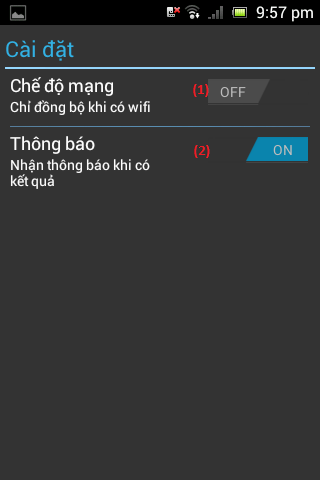 9:57 pm
Cài đặt
Chế độ mạng
(1)
OFF
Chỉ đồng bộ khi có wifi
Thông báo
(2)
ON
Nhận thông báo khi có
kết quả